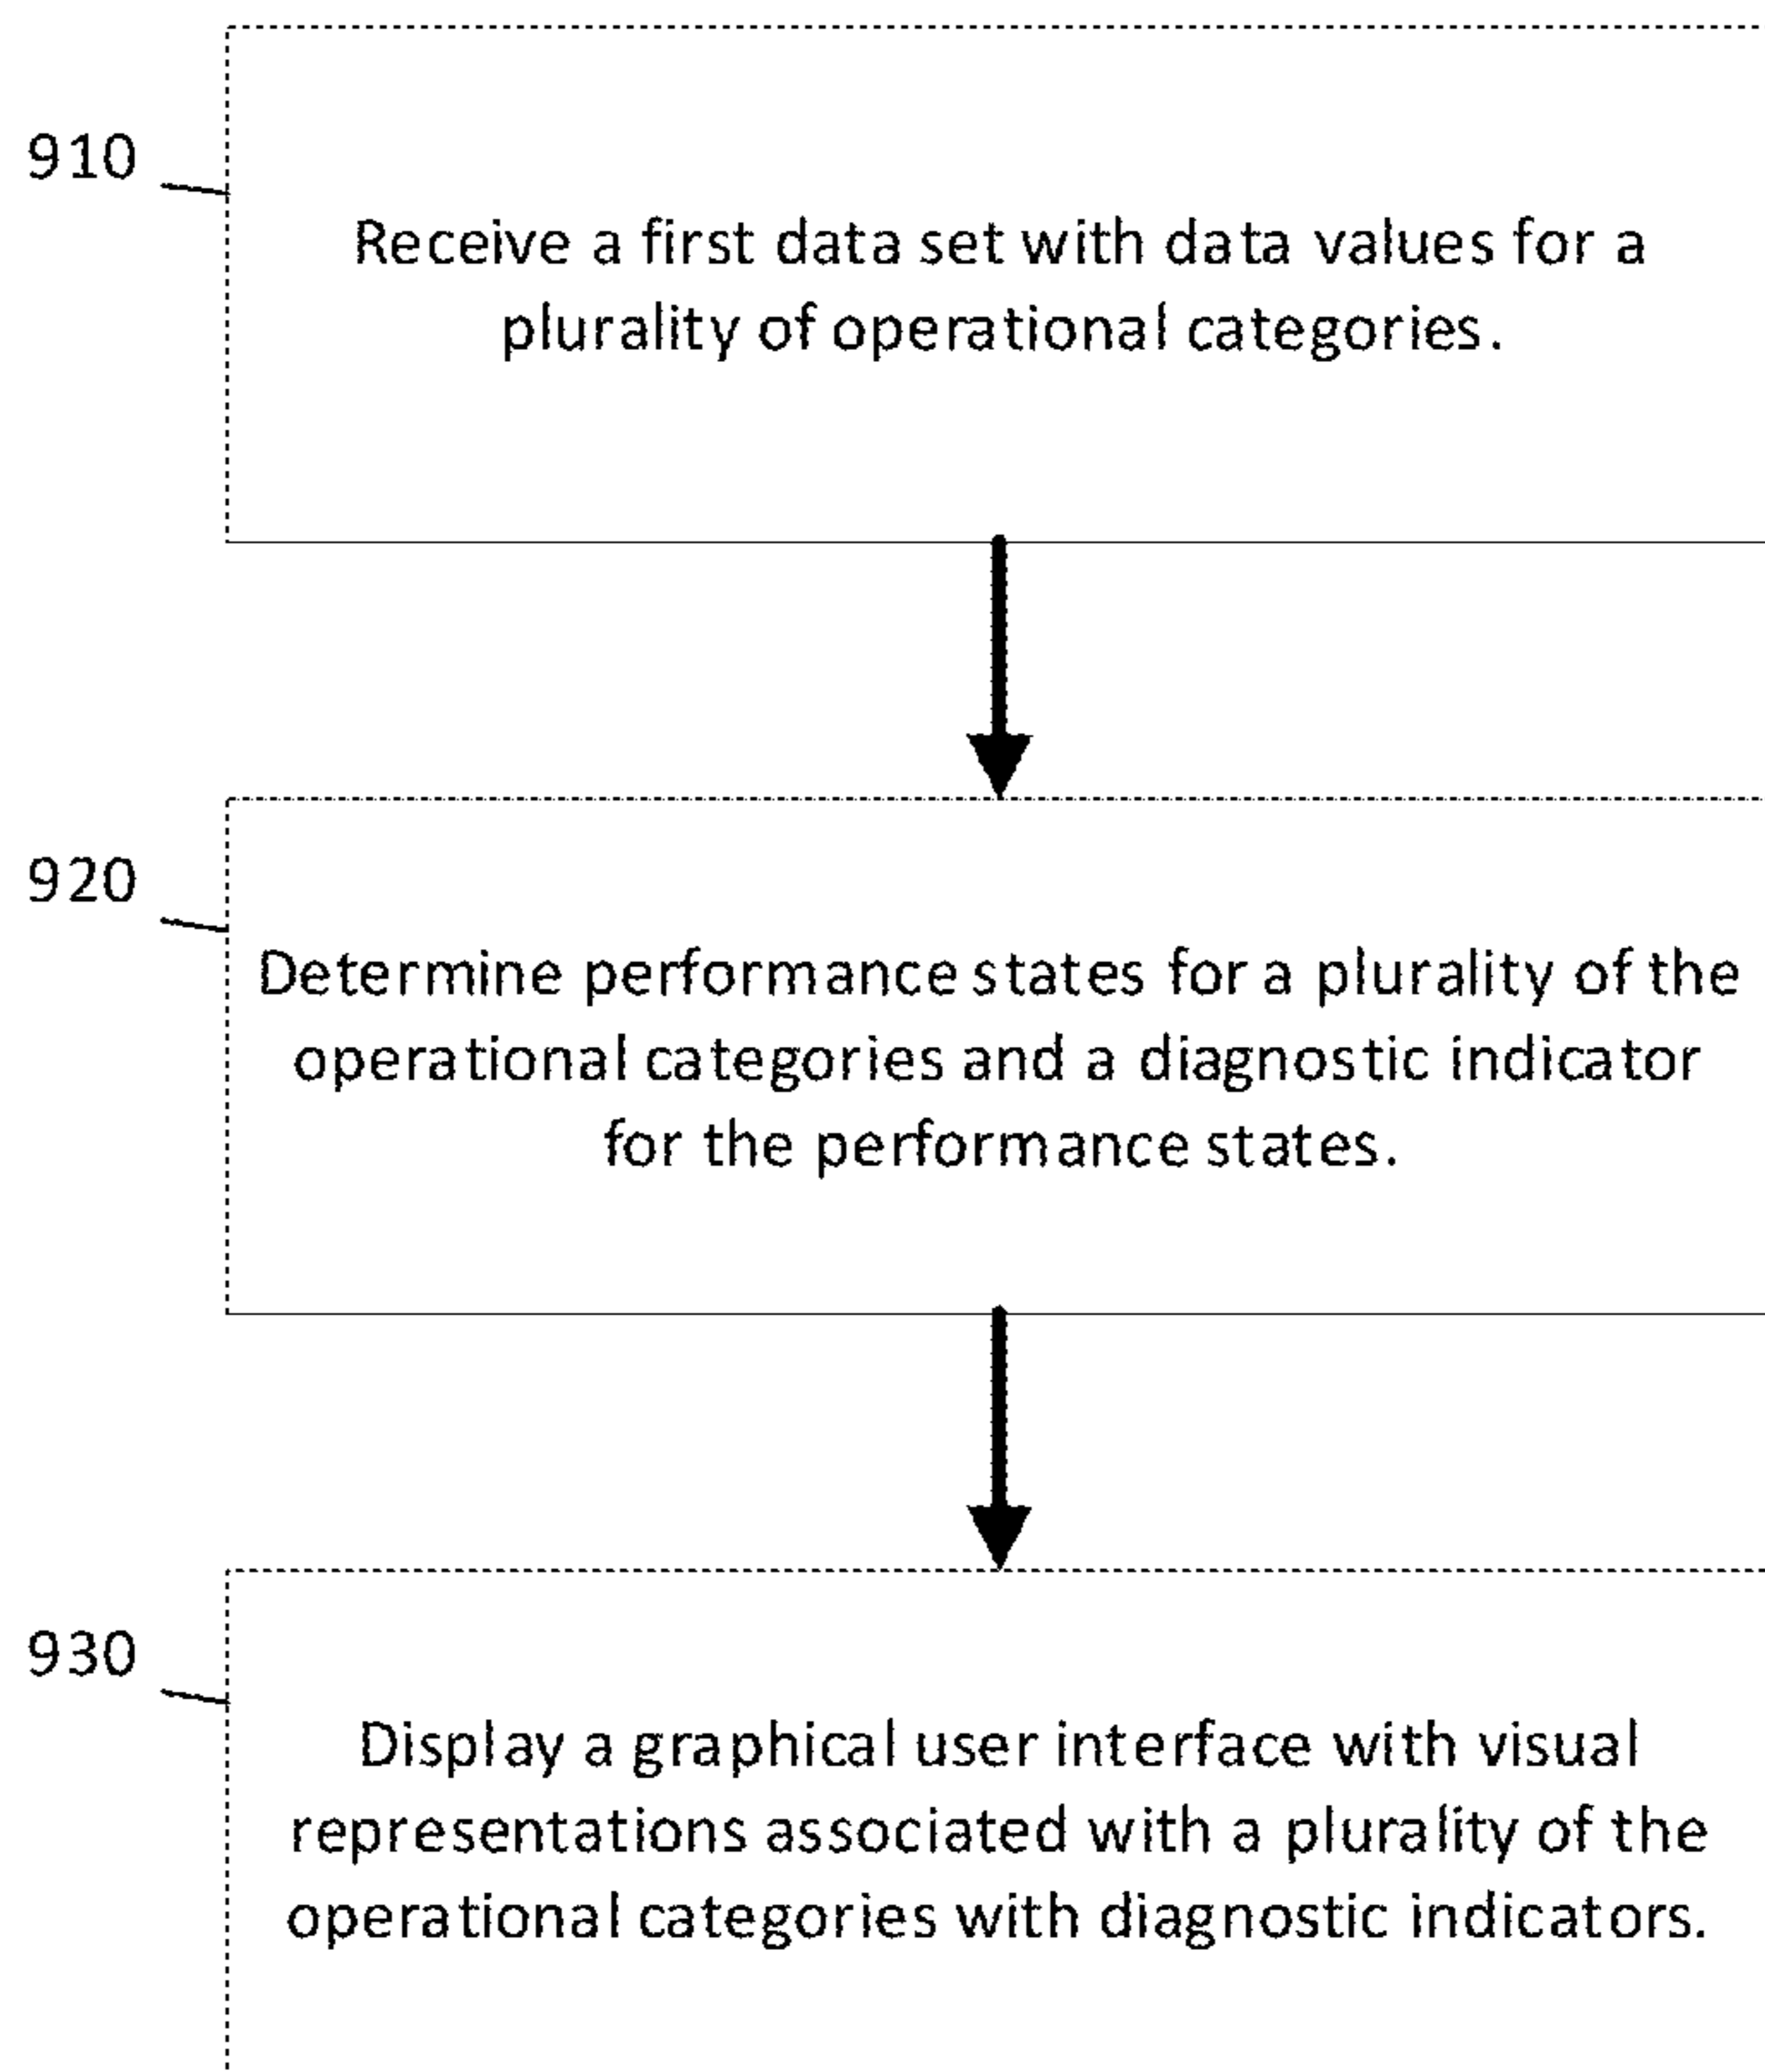 910
Receive a first data set with data values for a
plurality of operational categories.
920
Determine performance states for a plurality of the
operational categories and a diagnostic indicator
for the performance states.
930
Display a graphical user interface with visual
representations associated with a plurality of the
operational categories with diagnostic indicators.